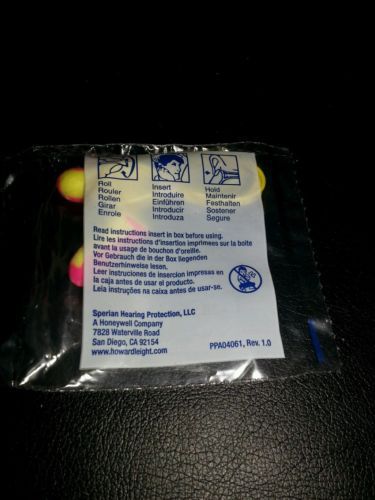 Roll
Rouler
Rollen
Girar
Enrole
Insert
Introduire
Einführen
Introducir
Introduza
Hold
Maintenir
Festhalten
Sostener
Segure
Read instructions insert in box before using.
Lire les instructions d'insertion imprimees sur la boite
avant la usage de bouchon d'oreille.
Vor Gebrauch die in der Box liegenden
Benutzerhinweise lesen.
Leer instruciones de insercion impresas en
la caja antes de usar el producto.
Leia instruções na caixa antes de usar-se.
Sperian Hearing Protection, LLC
A Honeywell Company
7828 Waterville Road
San Diego, CA 92154
www.howardleight.com
PPA04061, Rev. 1.0